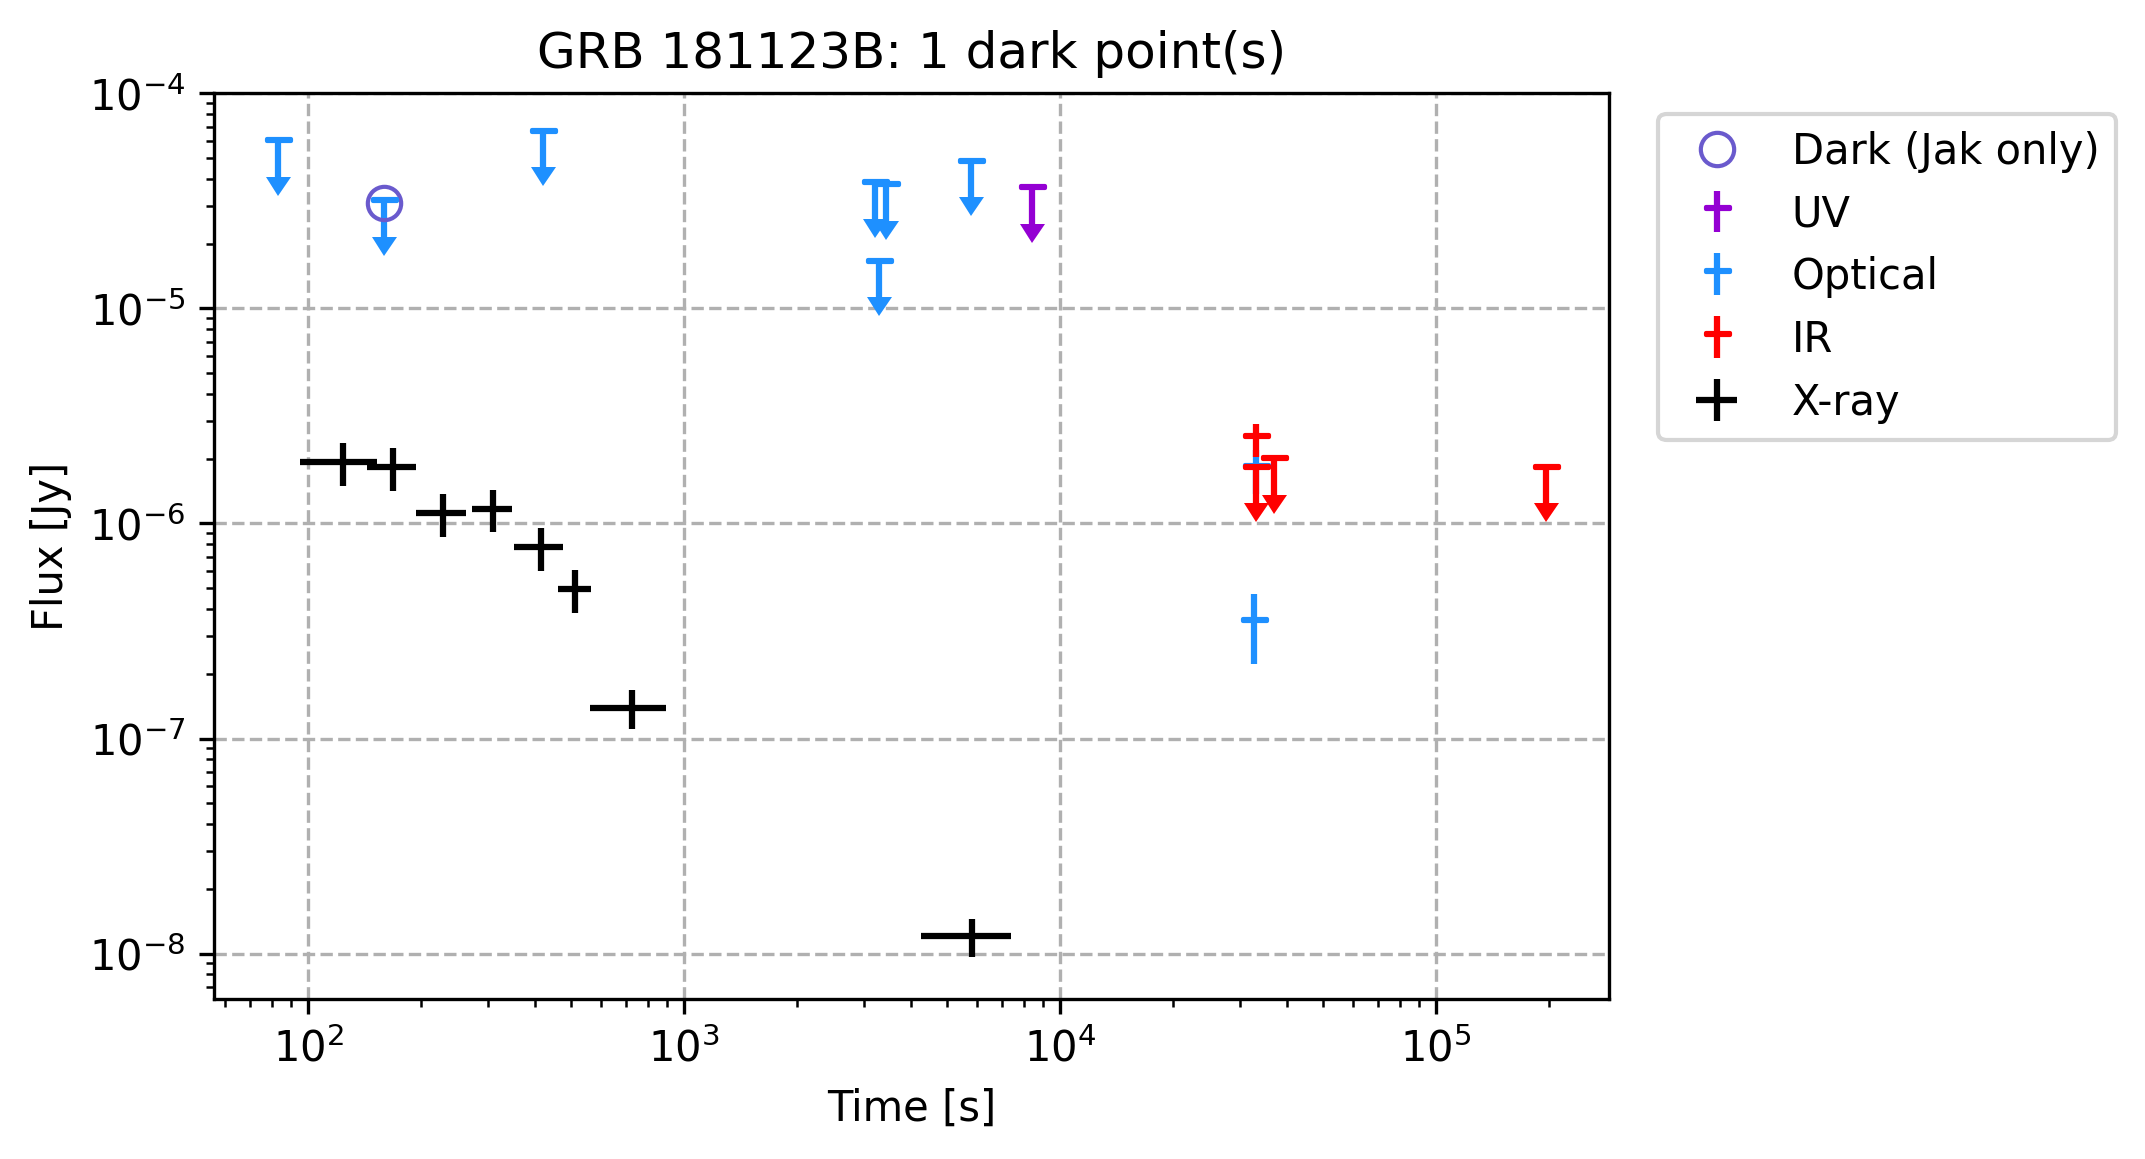 GRB 181123B: 1 dark point(s)
10⁻⁴
10⁻⁵
10⁻⁶
10⁻⁷
10⁻⁸
Flux [Jy]
10²
10³
10⁴
10⁵
Time [s]
Dark (Jak only)
UV
Optical
IR
X-ray